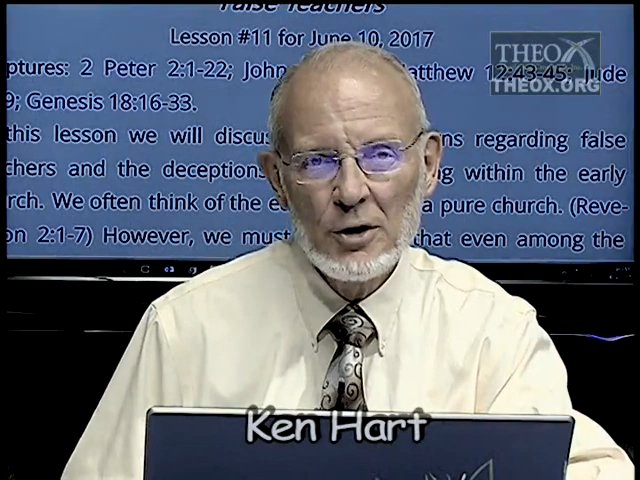 False Teachers
Lesson #11 for June 10, 2017
ptures: 2 Peter 2:1-22; John atthew 12:43-45; Jude
9; Genesis 18:16-33.
this lesson we will discu ns regarding false
chers and the deceptions g within the early
rch. We often think of the e a pure church. (Reve-
on 2:1-7) However, we must that even among the
THEOX
THEOX.ORG
Ken Hart